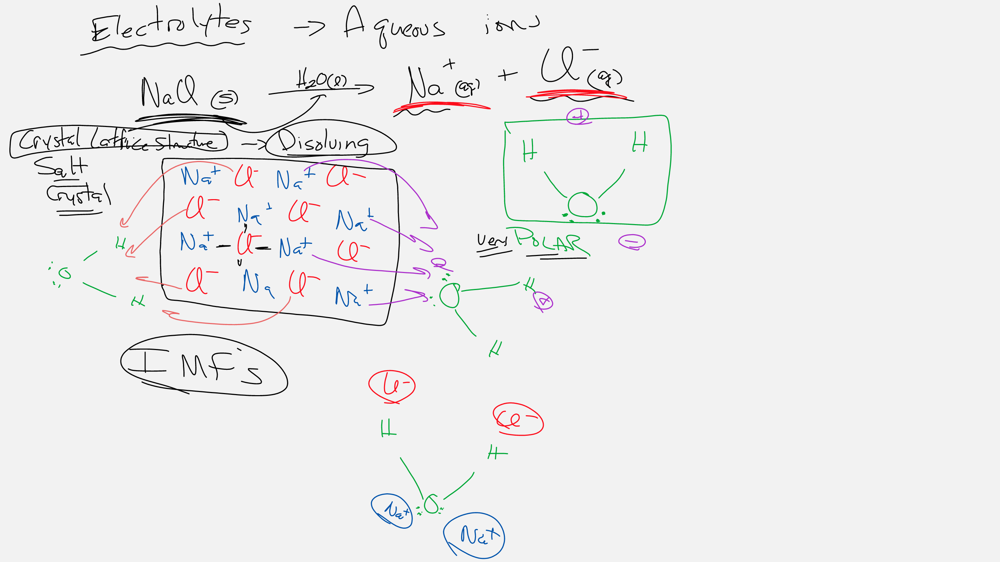 Electrolytes → Aqueous ions
NaCl (s) H2O(l) → Na+ (aq) + Cl- (aq)
Crystal Lattice Structure → Disolving
Salt
Crystal
Na+ Cl- Na+ Cl-
Cl- Na+ Cl- Na+
Na+ - Cl- - Na+ Cl-
Cl- Na Cl- Na+
H
O
H
+
H H
O
-
Very POLAR
-
O H
+
H
IMF's
Cl-
Cl-
H
H
O
Na+
Na+